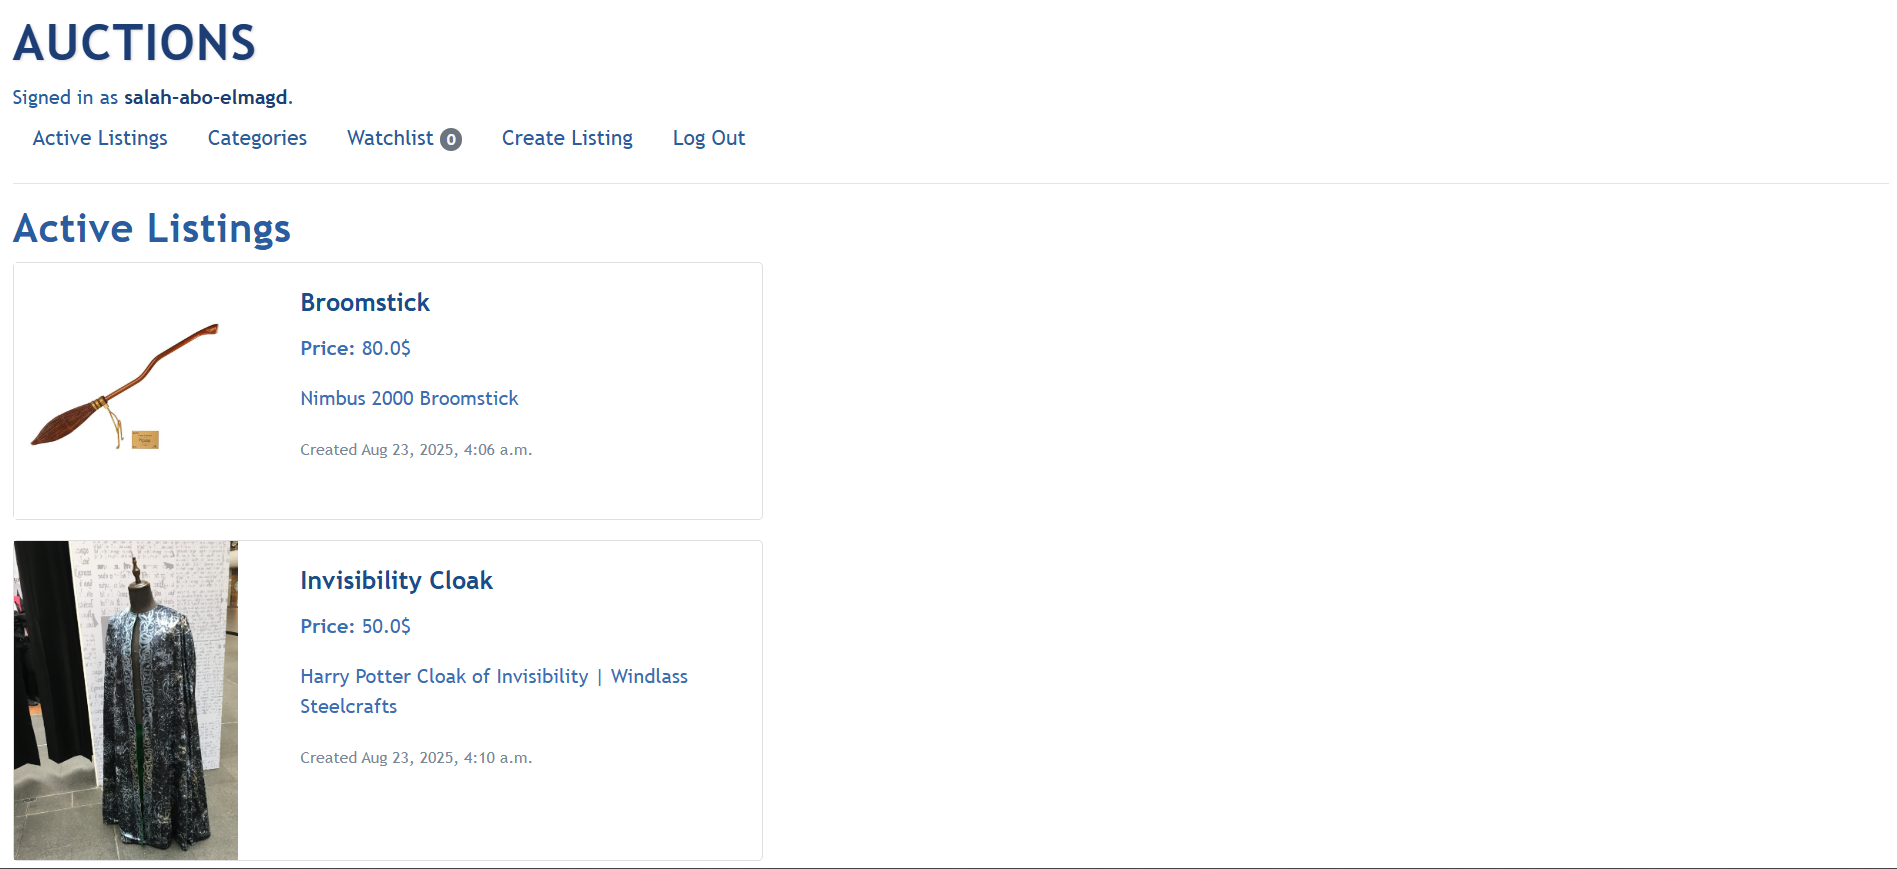 AUCTIONS
Signed in as salah-abo-elmagd.
Active Listings Categories Watchlist 0 Create Listing Log Out
Active Listings
Broomstick
Price: 80.0$
Nimbus 2000 Broomstick
Created Aug 23, 2025, 4:06 a.m.
Invisibility Cloak
Price: 50.0$
Harry Potter Cloak of Invisibility | Windlass
Steelcrafts
Created Aug 23, 2025, 4:10 a.m.